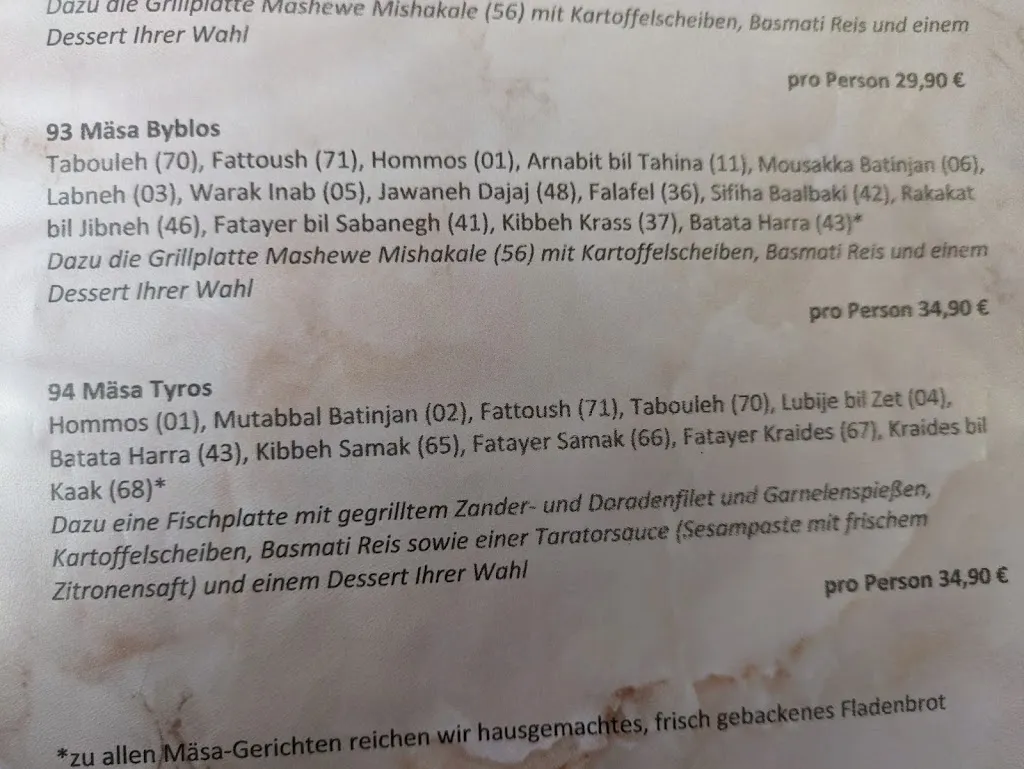 Dazu die Grillplatte Mashewe Mishakale (56) mit Kartoffelscheiben, Basmati Reis und einem
Dessert Ihrer Wahl
pro Person 29,90 €
93 Mäsa Byblos
Tabouleh (70), Fattoush (71), Hommos (01), Arnabit bil Tahina (11), Mousakka Batinjan (06),
Labneh (03), Warak Inab (05), Jawaneh Dajaj (48), Falafel (36), Sifiha Baalbaki (42), Rakakat
bil Jibneh (46), Fatayer bil Sabanegh (41), Kibbeh Krass (37), Batata Harra (43)*
Dazu die Grillplatte Mashewe Mishakale (56) mit Kartoffelscheiben, Basmati Reis und einem
Dessert Ihrer Wahl
pro Person 34,90 €
94 Mäsa Tyros
Hommos (01), Mutabbal Batinjan (02), Fattoush (71), Tabouleh (70), Lubije bil Zet (04),
Batata Harra (43), Kibbeh Samak (65), Fatayer Samak (66), Fatayer Kraides (67), Kraides bil
Kaak (68)*
Dazu eine Fischplatte mit gegrilltem Zander- und Doradenfilet und Garnelenspießen,
Kartoffelscheiben, Basmati Reis sowie einer Taratorsauce (Sesampaste mit frischem
Zitronensaft) und einem Dessert Ihrer Wahl
pro Person 34,90 €
*zu allen Mäsa-Gerichten reichen wir hausgemachtes, frisch gebackenes Fladenbrot